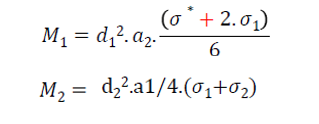 M₁ = d₁².a₂.(σ* + 2.σ₁)/6
M₂ = d₂².a1/4.(σ₁+σ₂)